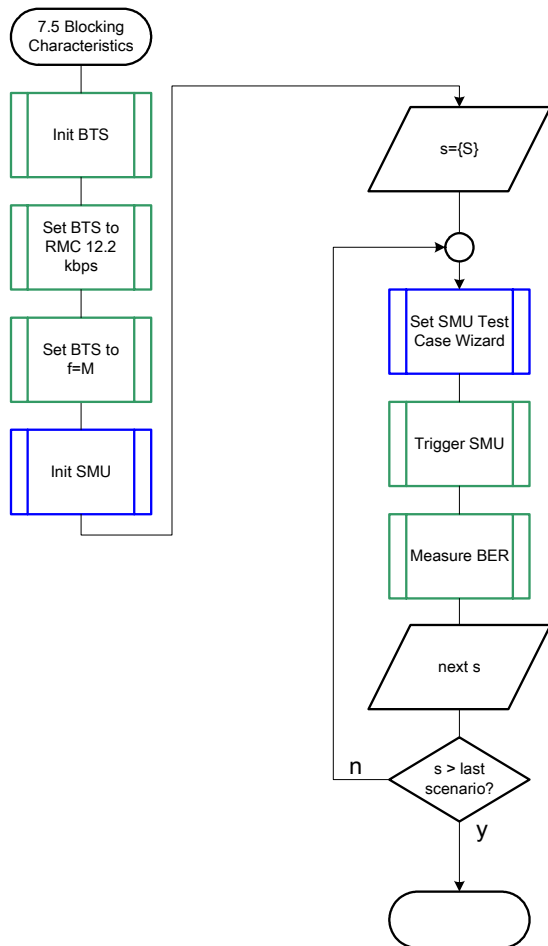 7.5 Blocking
Characteristics
Init BTS
Set BTS to
RMC 12.2
kbps
Set BTS to
f=M
Init SMU
s={S}
Set SMU Test
Case Wizard
Trigger SMU
Measure BER
next s
s > last
scenario?
n
y